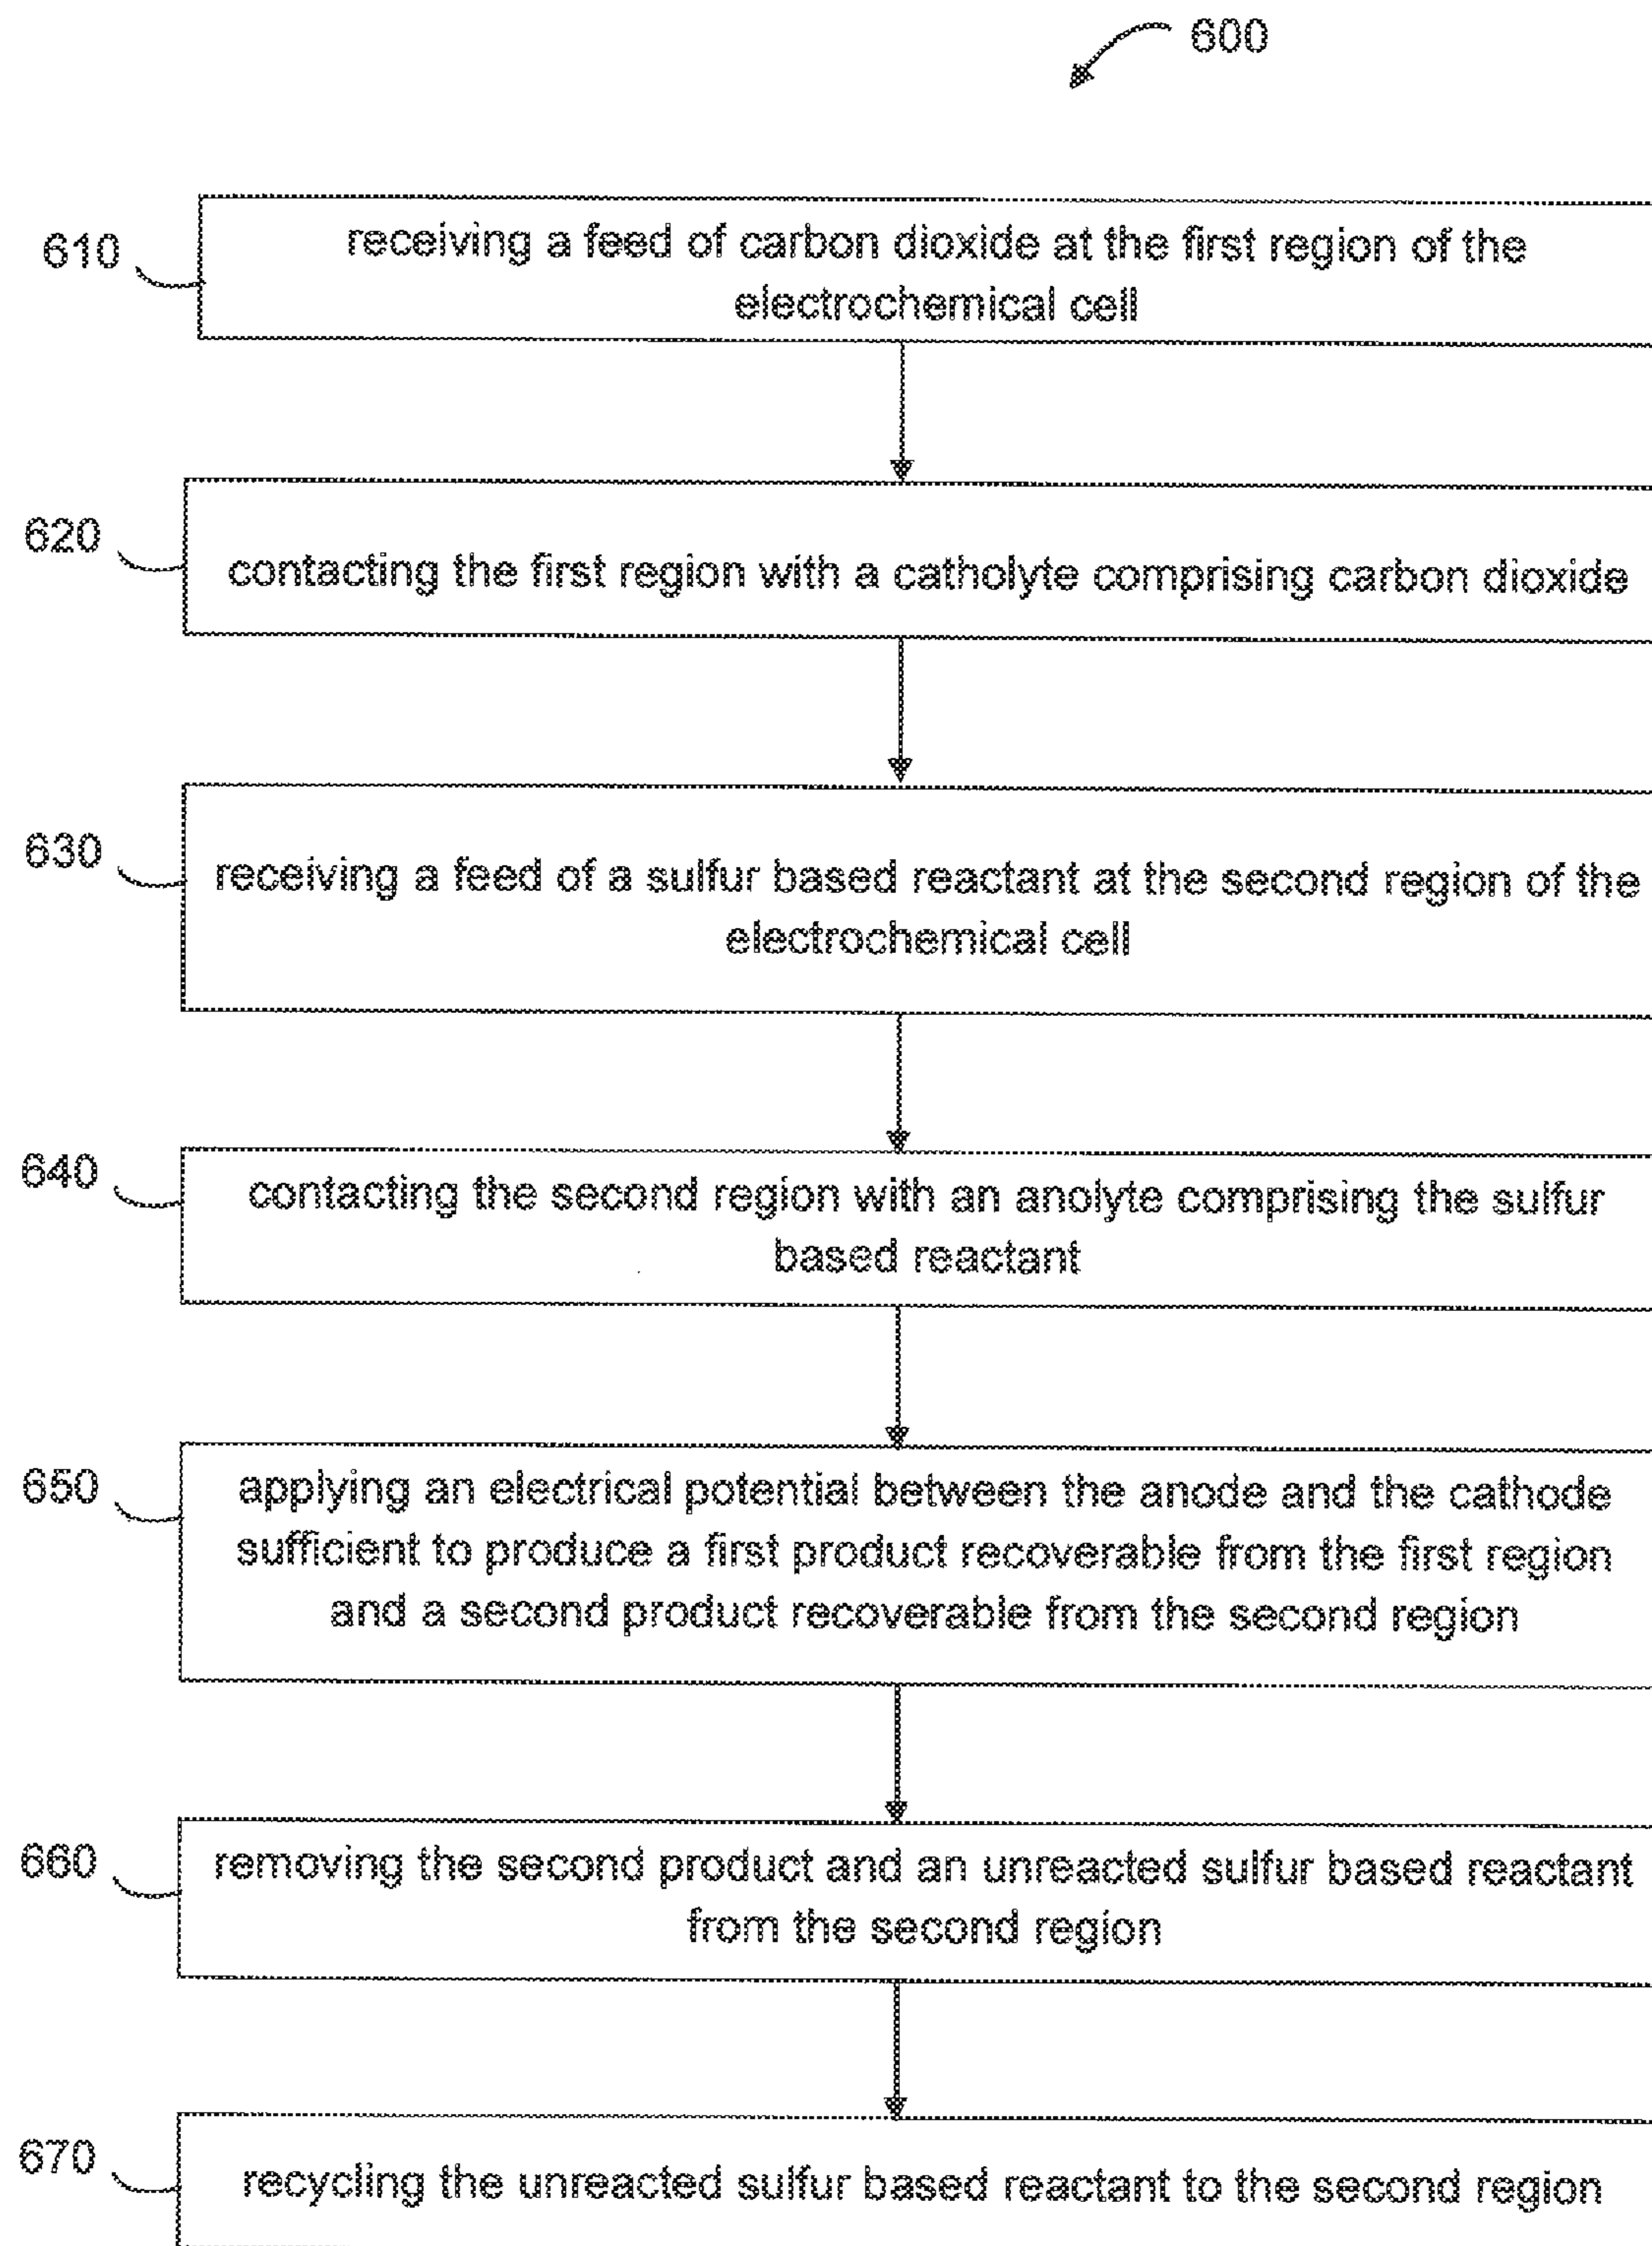 600
610
receiving a feed of carbon dioxide at the first region of the
electrochemical cell
620
contacting the first region with a catholyte comprising carbon dioxide
630
receiving a feed of a sulfur based reactant at the second region of the
electrochemical cell
640
contacting the second region with an anolyte comprising the sulfur
based reactant
650
applying an electrical potential between the anode and the cathode
sufficient to produce a first product recoverable from the first region
and a second product recoverable from the second region
660
removing the second product and an unreacted sulfur based reactant
from the second region
670
recycling the unreacted sulfur based reactant to the second region